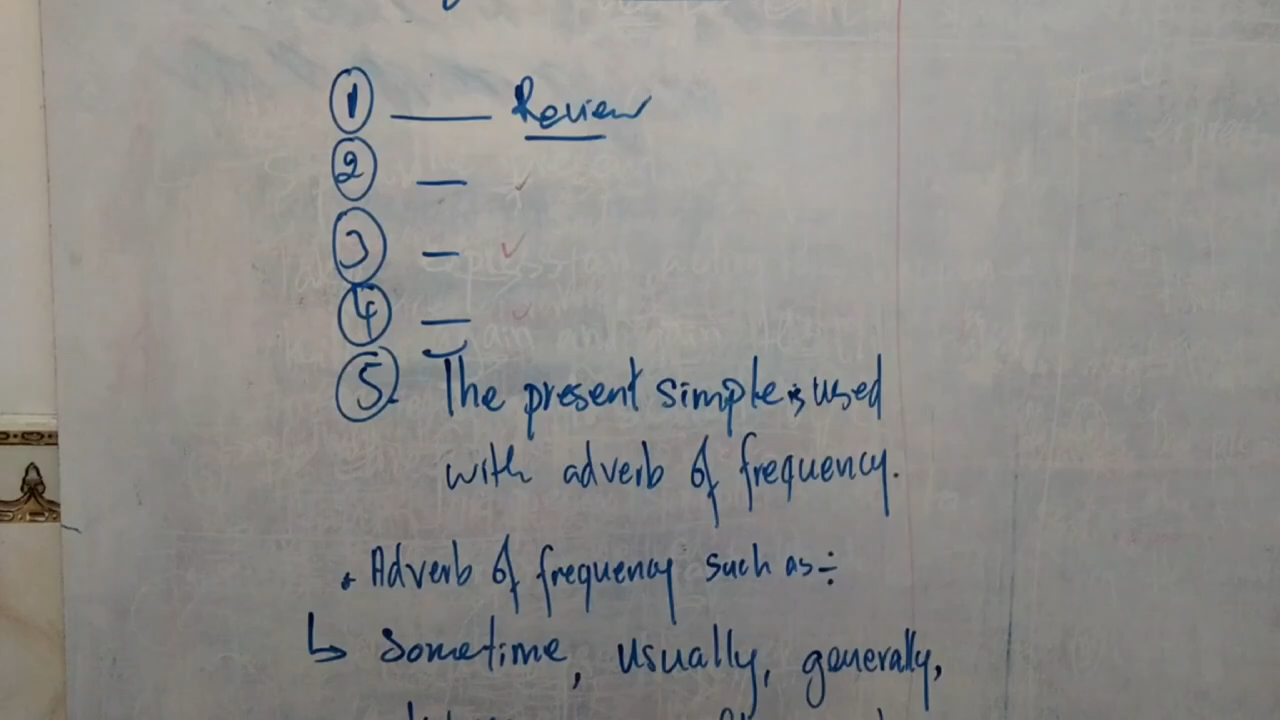 1 ___ Review
2 _ ✓
3 _ ✓
4 _ ✓
5. The present simple is used
with adverb of frequency.
. Adverb of frequency such as ÷
↳ Sometime, usually, generally,